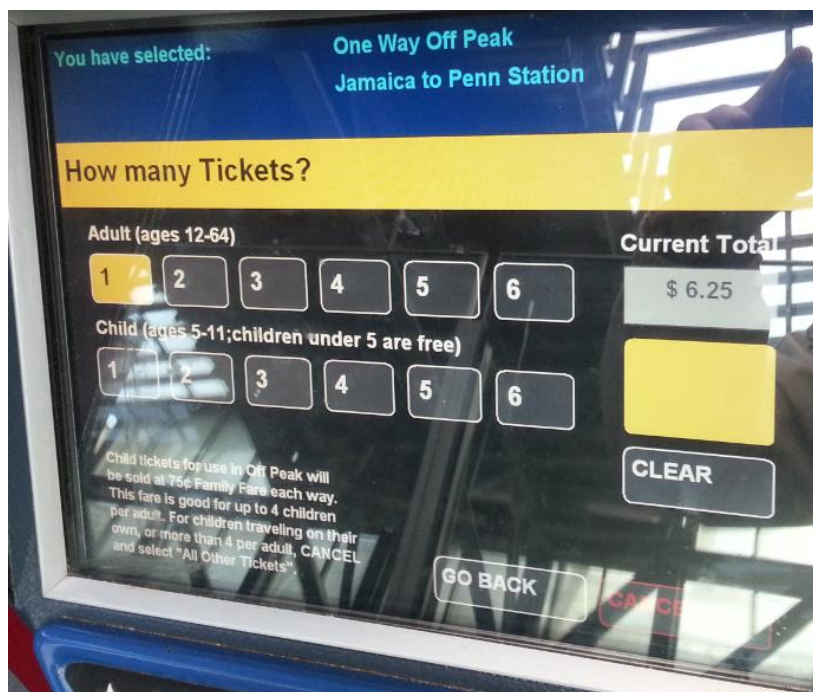 You have selected:
One Way Off Peak
Jamaica to Penn Station
How many Tickets?
Adult (ages 12-64)
1 2 3 4 5 6
Current Total
$ 6.25
Child (ages 5-11;children under 5 are free)
1 2 3 4 5 6
CLEAR
Child tickets for use in Off Peak will
be sold at 75¢ Family Fare each way.
This fare is good for up to 4 children
per adult. For children traveling on their
own, or more than 4 per adult, CANCEL
and select "All Other Tickets".
GO BACK